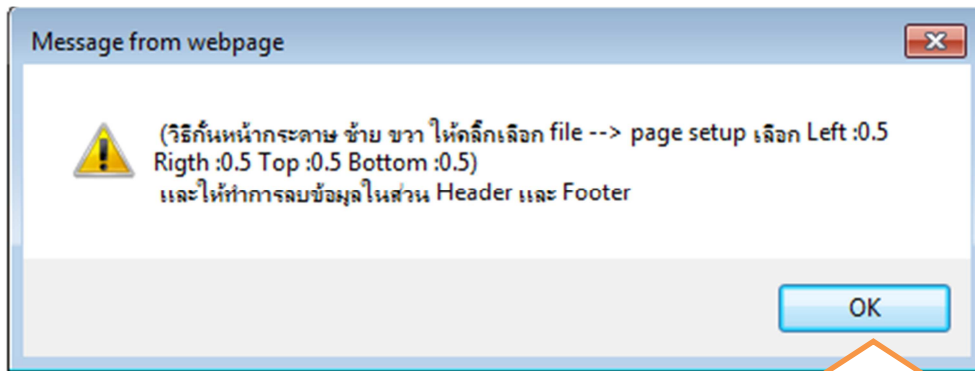 Message from webpage
(วิธีกั้นหน้ากระดาษ ซ้าย ขวา ให้คลิ๊กเลือก file --> page setup เลือก Left :0.5
Rigth :0.5 Top :0.5 Bottom :0.5)
และให้ทำการลบข้อมูลในส่วน Header และ Footer
OK